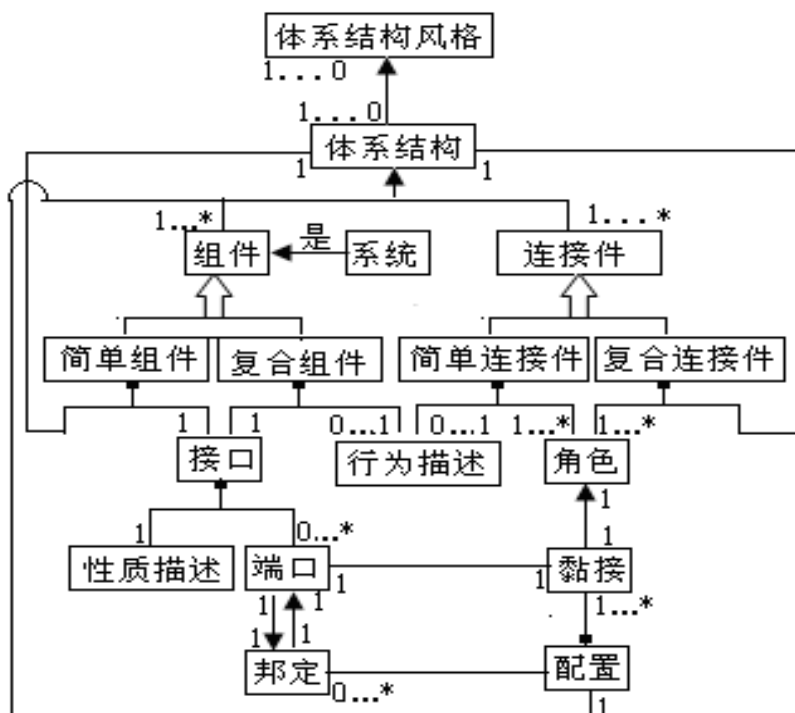 体系结构风格
1...0
1...0
体系结构
1
1
1...*
1...*
组件
是
系统
连接件
简单组件
复合组件
简单连接件
复合连接件
1
1
0...1
0...1
1...*
1...*
接口
行为描述
角色
1
1
0...*
1
性质描述
端口
1
1
黏接
1
1
1...*
1
1
邦定
配置
0...*
1